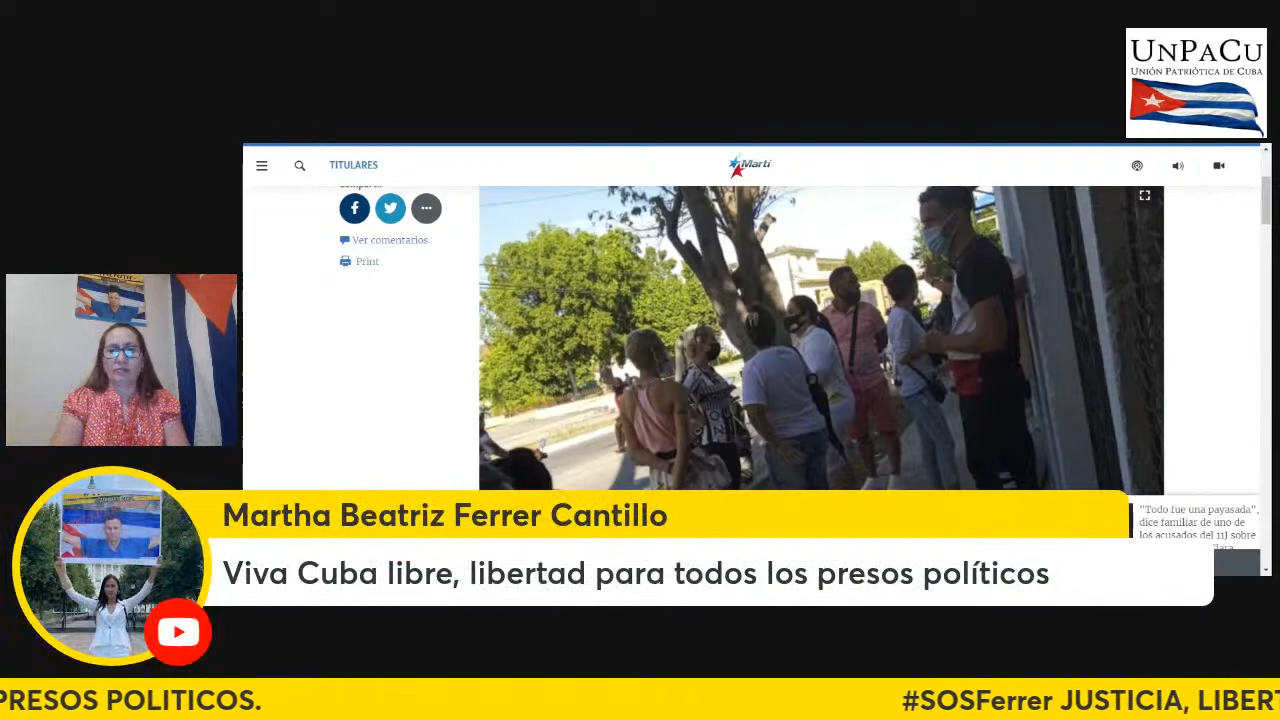 UNPACU
UNIÓN PATRIÓTICA DE CUBA
TITULARES
Martí
Ver comentarios
Print
"Todo fue una payasada",
dice familiar de uno de
los acusados del 11J sobre
Martha Beatriz Ferrer Cantillo
Viva Cuba libre, libertad para todos los presos políticos
PRESOS POLITICOS.
#SOSFerrer JUSTICIA, LIBERT